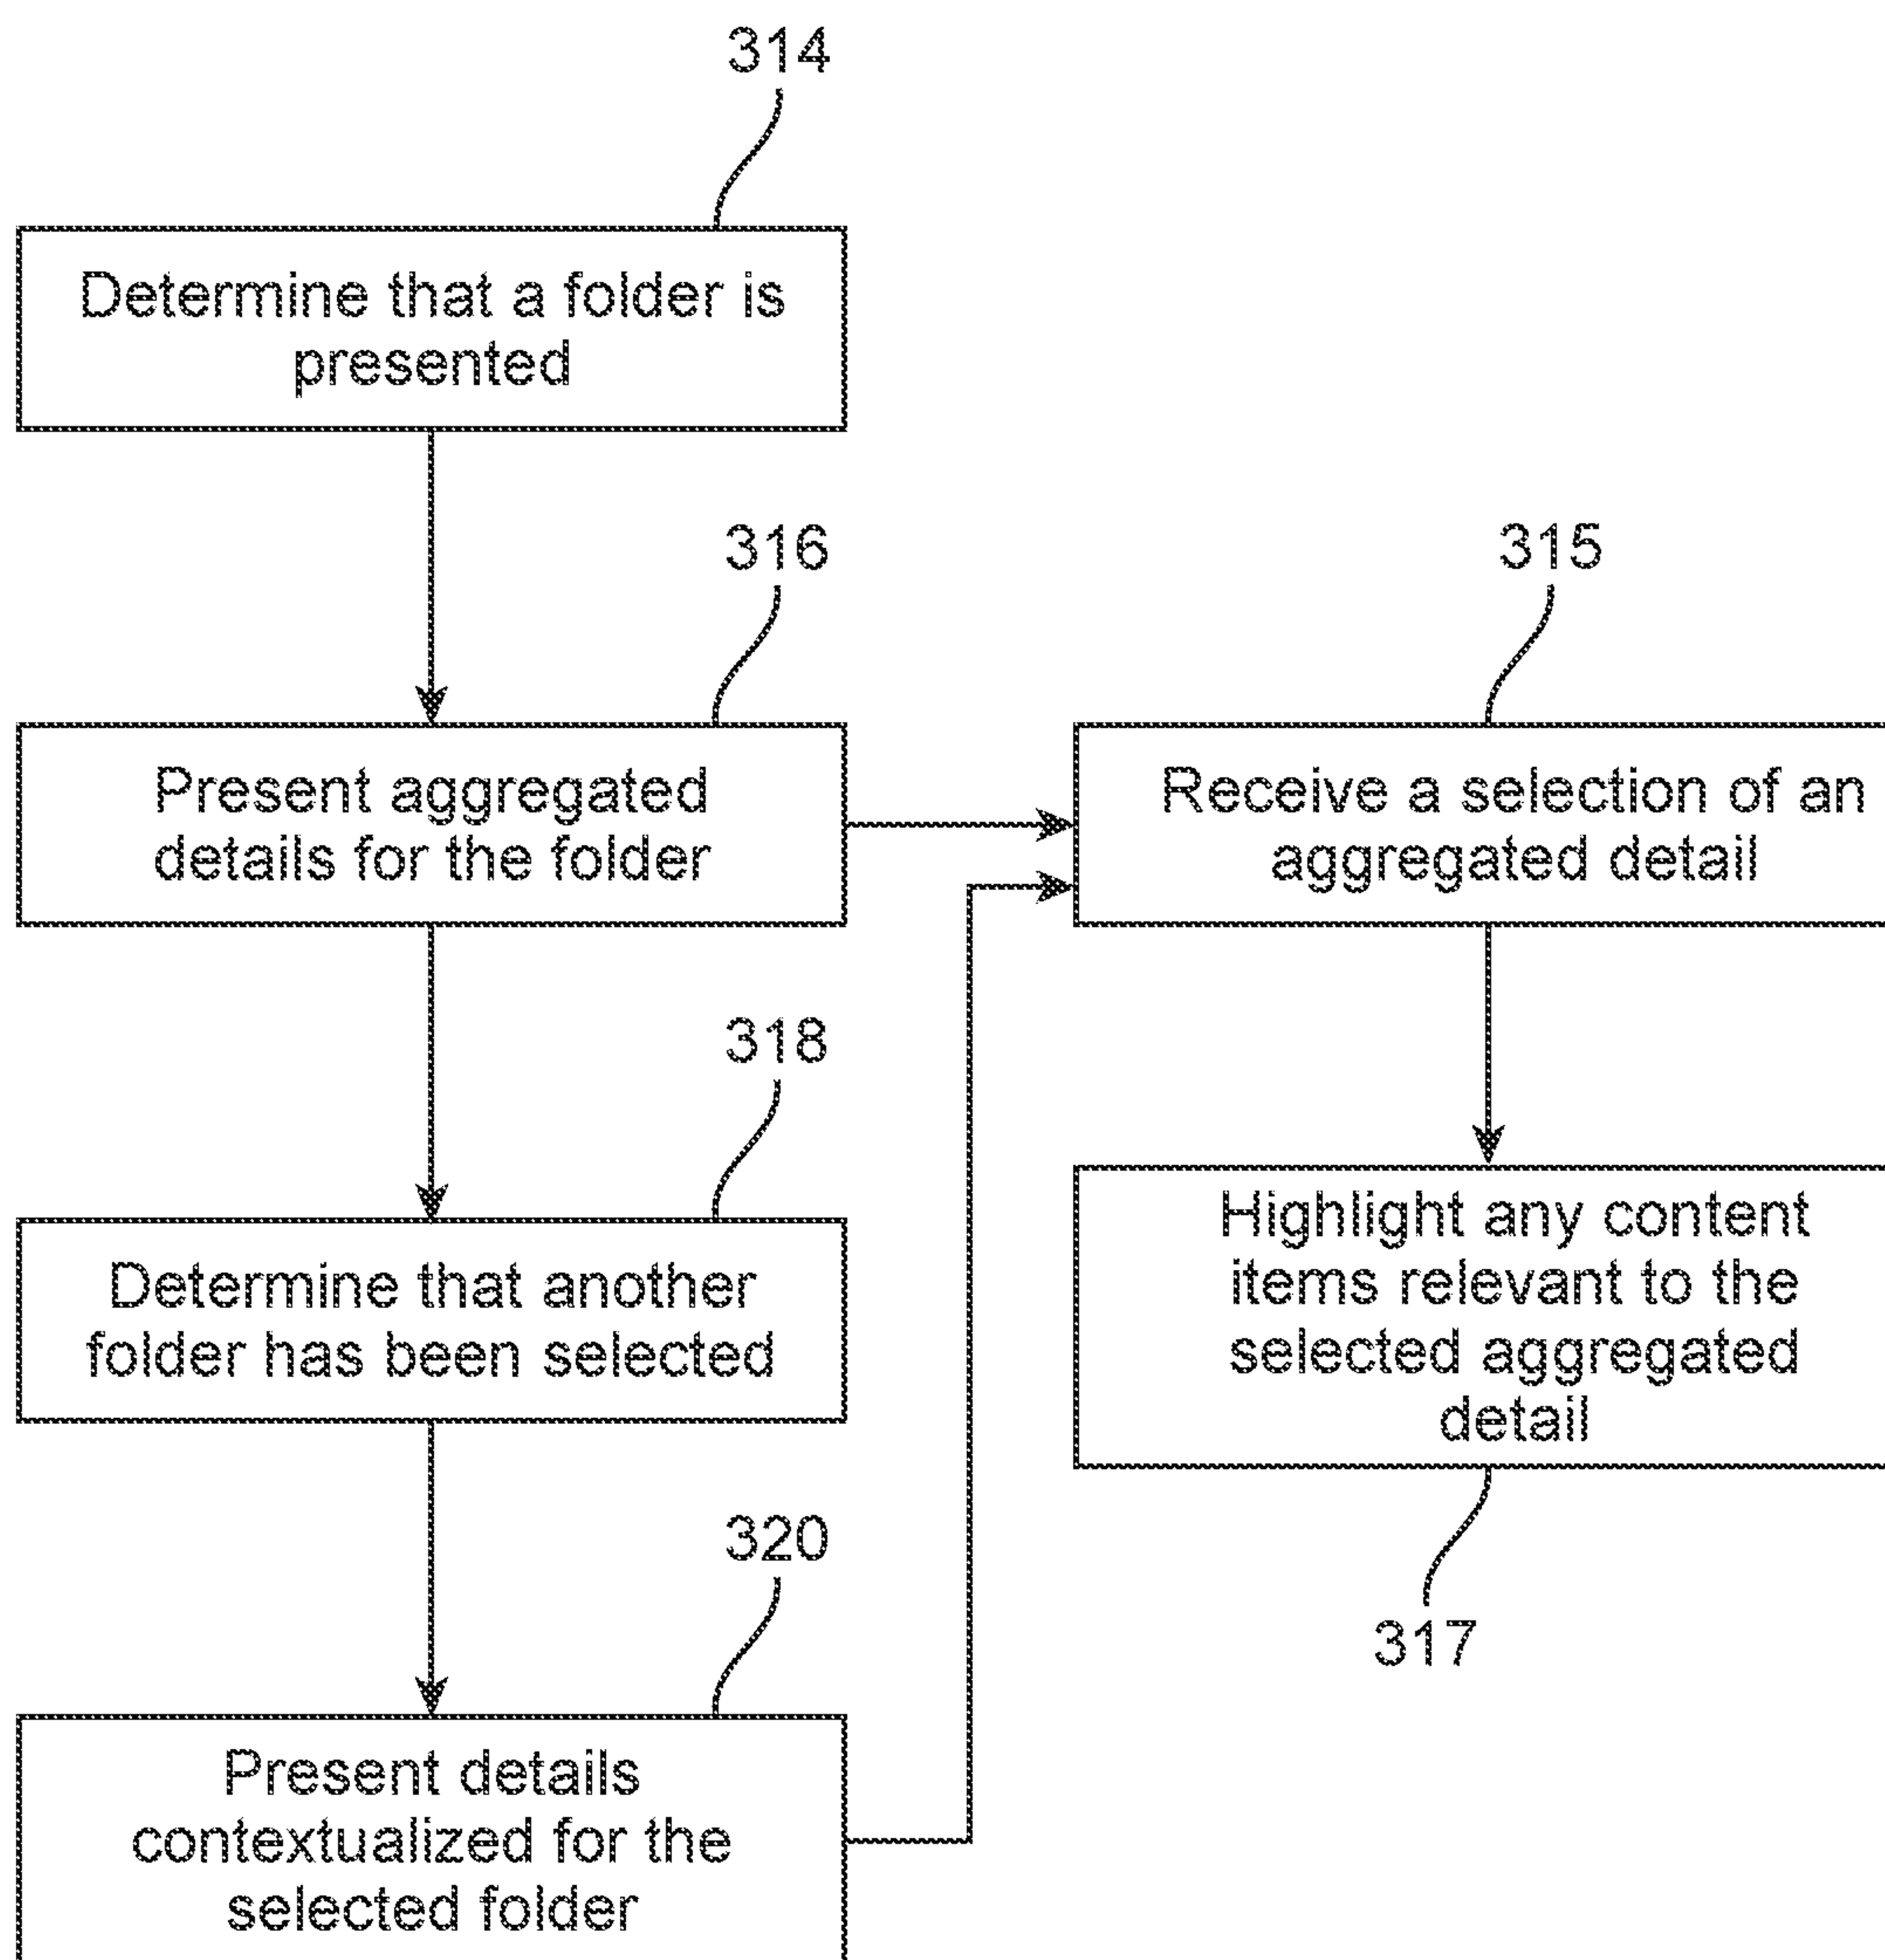 314
Determine that a folder is
presented
316
Present aggregated
details for the folder
318
Determine that another
folder has been selected
320
Present details
contextualized for the
selected folder
315
Receive a selection of an
aggregated detail
Highlight any content
items relevant to the
selected aggregated
detail
317